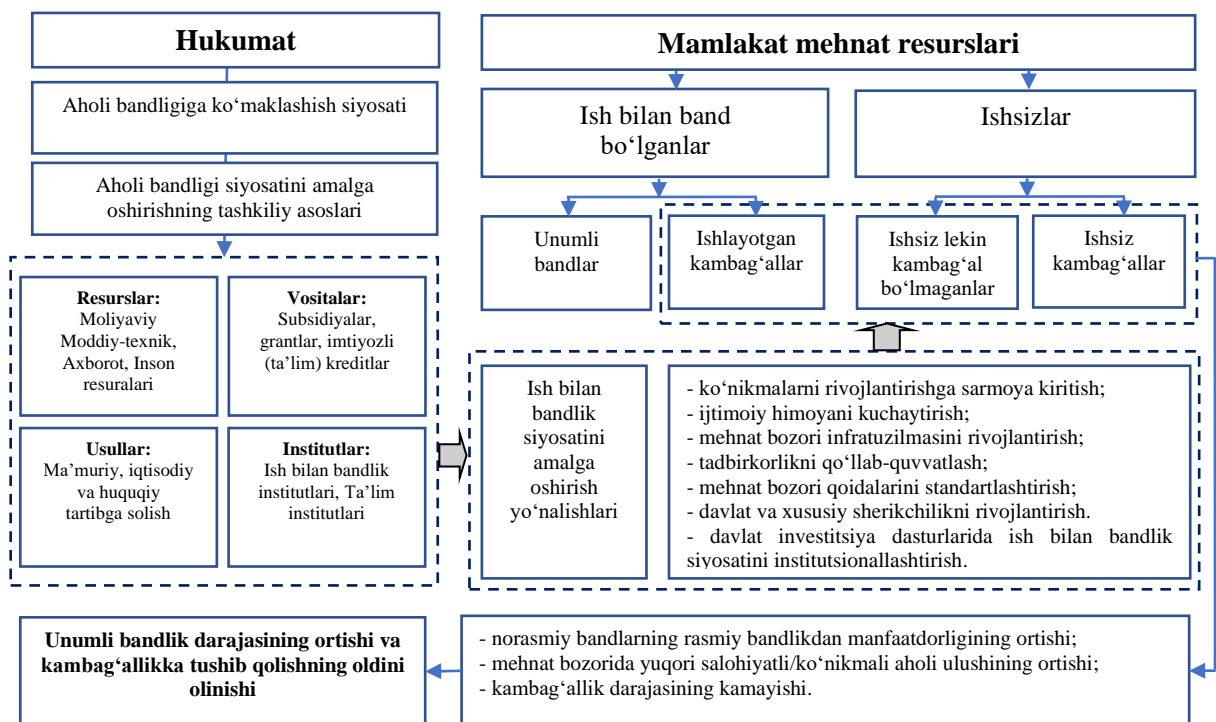 Hukumat
Aholi bandligiga ko‘maklashish siyosati
Aholi bandligi siyosatini amalga
oshirishning tashkiliy asoslari
Resurslar:
Moliyaviy
Moddiy-texnik,
Axborot, Inson
resuralari
Vositalar:
Subsidiyalar,
grantlar, imtiyozli
(ta’lim) kreditlar
Usullar:
Ma’muriy, iqtisodiy
va huquqiy
tartibga solish
Institutlar:
Ish bilan bandlik
institutlari, Ta’lim
institutlari
Mamlakat mehnat resurslari
Ish bilan band
bo‘lganlar
Ishsizlar
Unumli
bandlar
Ishlayotgan
kambag‘allar
Ishsiz lekin
kambag‘al
bo‘lmaganlar
Ishsiz
kambag‘allar
Ish bilan
bandlik
siyosatini
amalga
oshirish
yo‘nalishlari
- ko‘nikmalarni rivojlantirishga sarmoya kiritish;
- ijtimoiy himoyani kuchaytirish;
- mehnat bozori infratuzilmasini rivojlantirish;
- tadbirkorlikni qo‘llab-quvvatlash;
- mehnat bozori qoidalarini standartlashtirish;
- davlat va xususiy sherikchilikni rivojlantirish.
- davlat investitsiya dasturlarida ish bilan bandlik
siyosatini institutsionallashtirish.
Unumli bandlik darajasining ortishi va
kambag‘allikka tushib qolishning oldini
olinishi
- norasmiy bandlarning rasmiy bandlikdan manfaatdorligining ortishi;
- mehnat bozorida yuqori salohiyatli/ko‘nikmali aholi ulushining ortishi;
- kambag‘allik darajasining kamayishi.